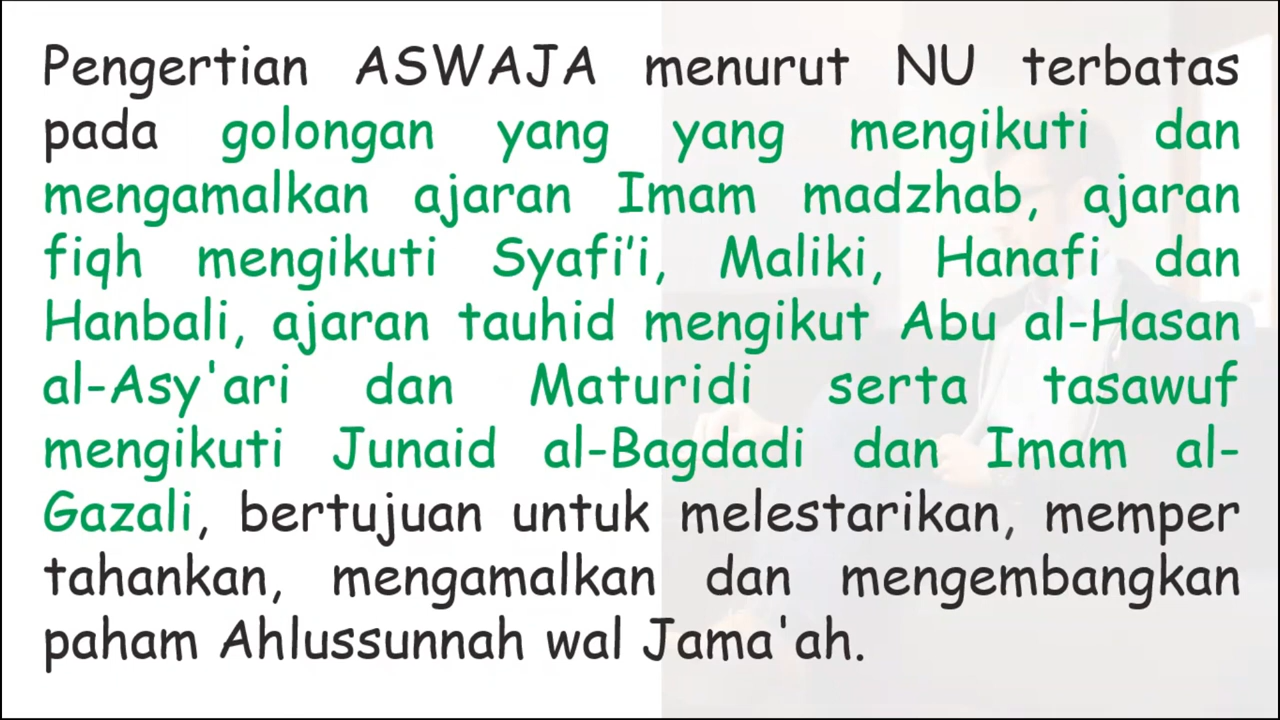 Pengertian ASWAJA menurut NU terbatas
pada golongan yang yang mengikuti dan
mengamalkan ajaran Imam madzhab, ajaran
fiqh mengikuti Syafi'i, Maliki, Hanafi dan
Hanbali, ajaran tauhid mengikut Abu al-Hasan
al-Asy'ari dan Maturidi serta tasawuf
mengikuti Junaid al-Bagdadi dan Imam al-
Gazali, bertujuan untuk melestarikan, memper
tahankan, mengamalkan dan mengembangkan
paham Ahlussunnah wal Jama'ah.